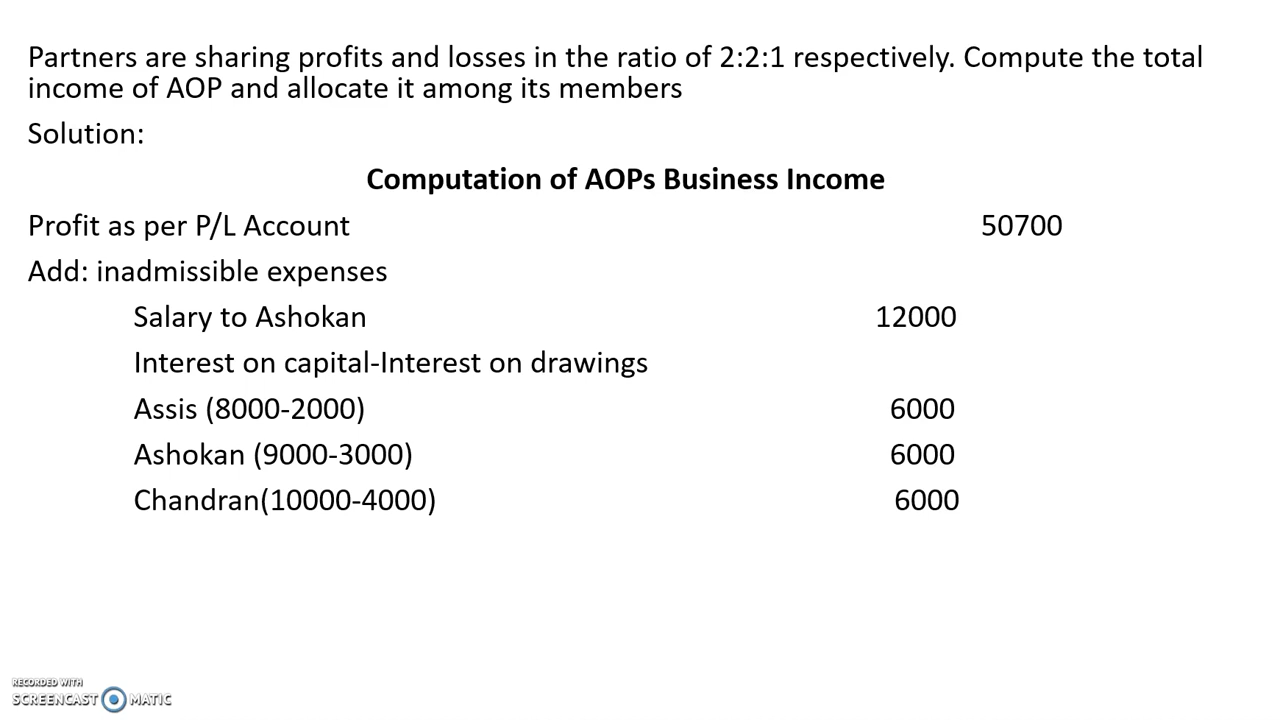 Partners are sharing profits and losses in the ratio of 2:2:1 respectively. Compute the total
income of AOP and allocate it among its members
Solution:
Computation of AOPs Business Income
Profit as per P/L Account 50700
Add: inadmissible expenses
Salary to Ashokan 12000
Interest on capital-Interest on drawings
Assis (8000-2000) 6000
Ashokan (9000-3000) 6000
Chandran(10000-4000) 6000
RECORDED WITH
SCREENCAST MATIC